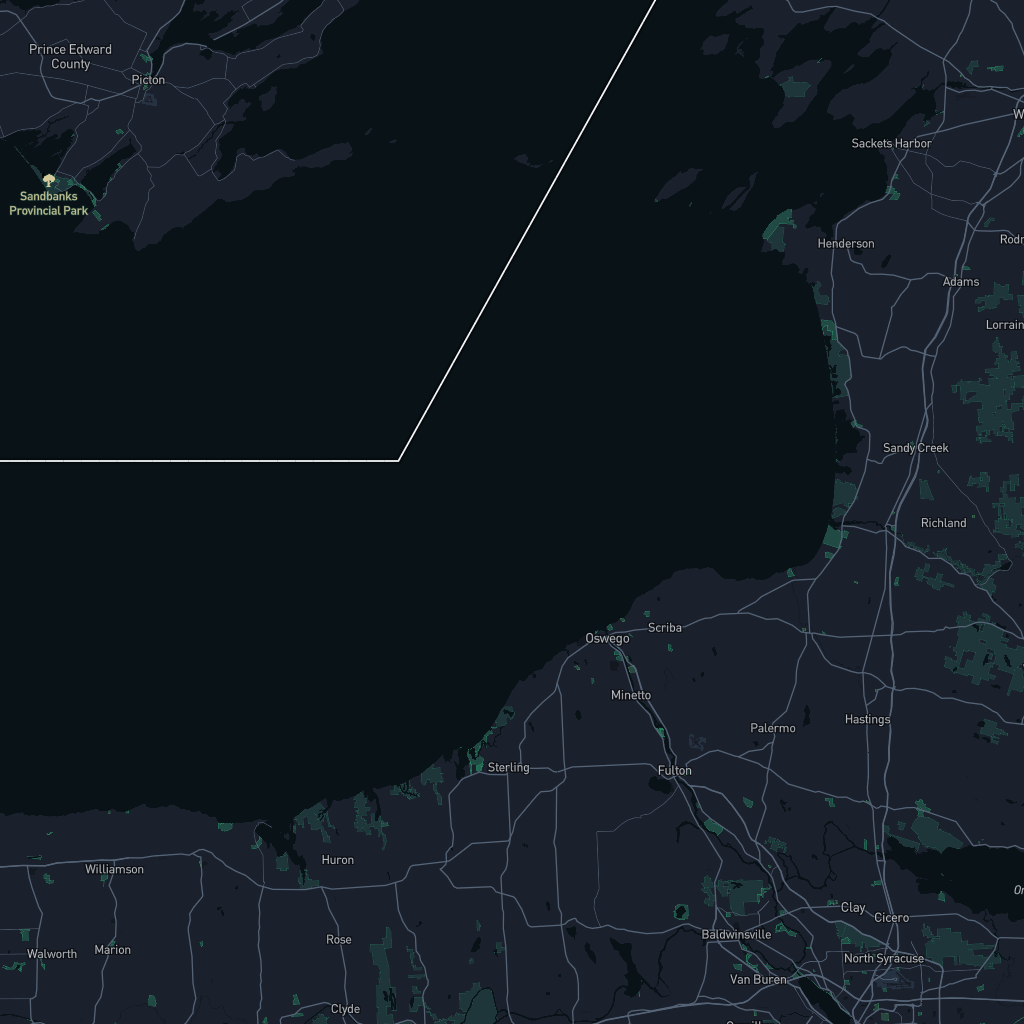 Prince Edward
County
Picton
Sackets Harbor
Sandbanks
Provincial Park
Henderson
Adams
Sandy Creek
Richland
Scriba
Oswego
Minetto
Hastings
Palermo
Sterling
Fulton
Huron
Williamson
Clay
Cicero
Baldwinsville
Rose
Marion
Walworth
North Syracuse
Van Buren
Clyde